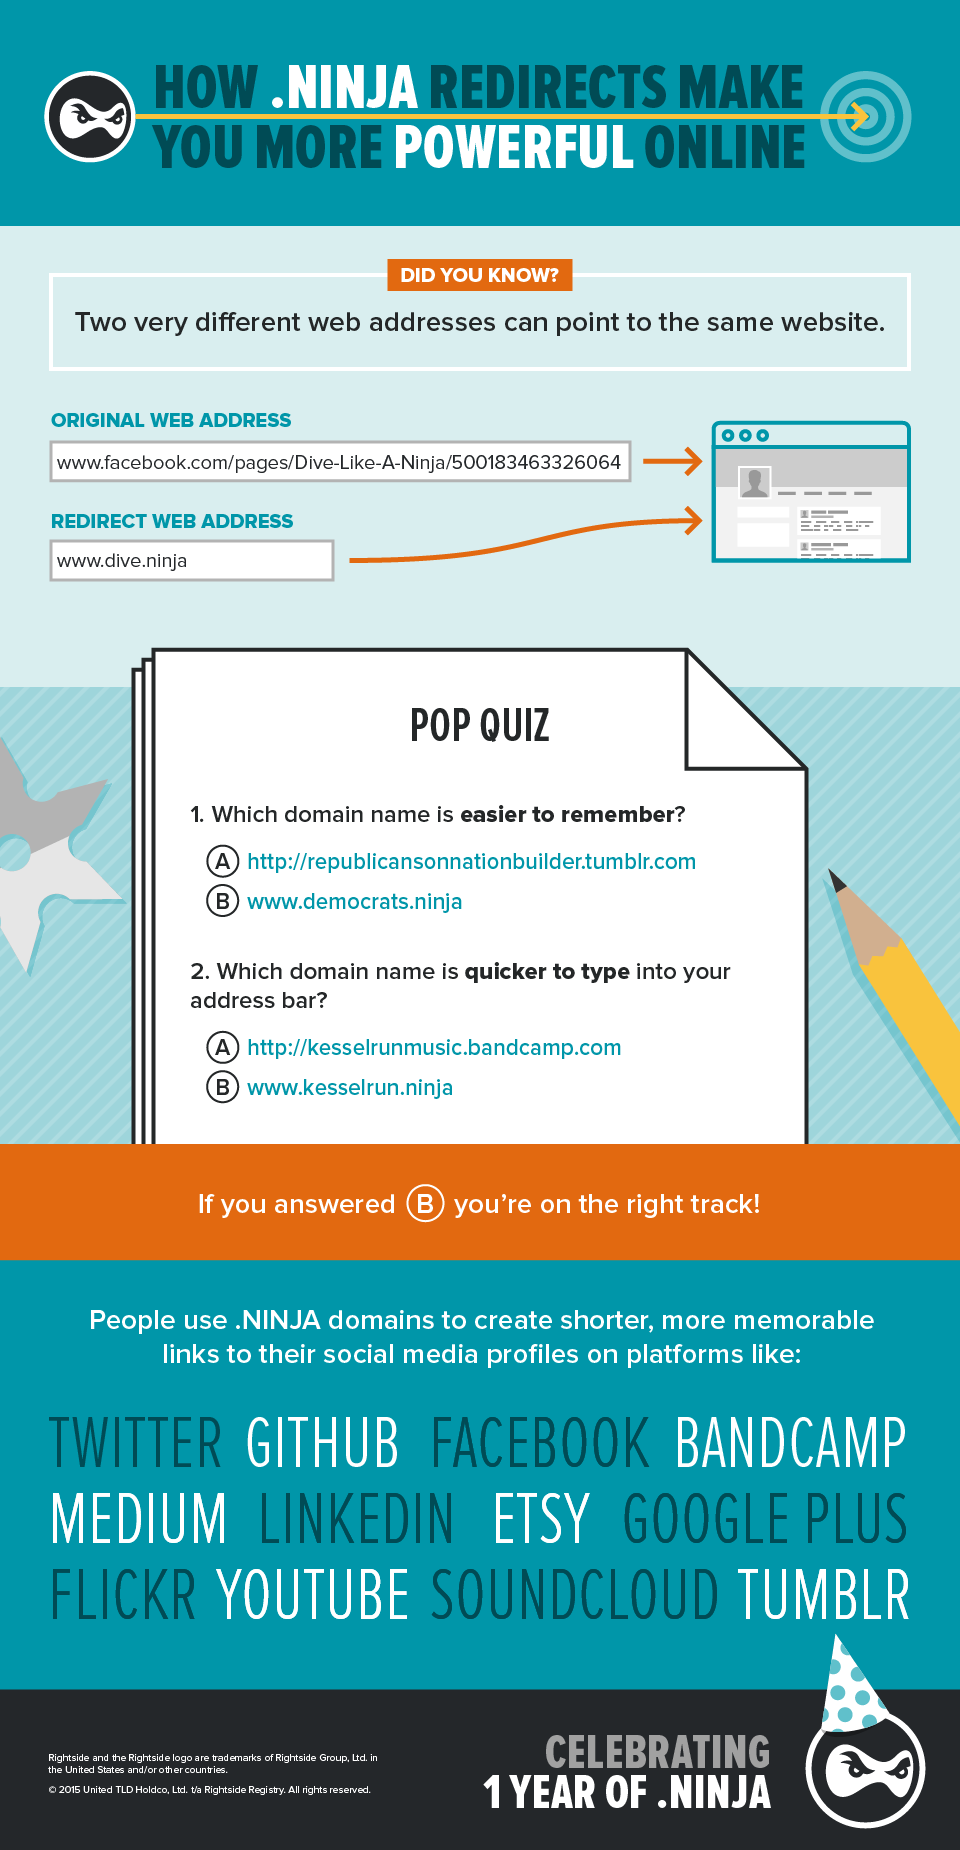 HOW .NINJA REDIRECTS MAKE
YOU MORE POWERFUL ONLINE
DID YOU KNOW?
Two very different web addresses can point to the same website.
ORIGINAL WEB ADDRESS
www.facebook.com/pages/Dive-Like-A-Ninja/500183463326064
REDIRECT WEB ADDRESS
www.dive.ninja
POP QUIZ
1. Which domain name is easier to remember?
A http://republicansonnationbuilder.tumblr.com
B www.democrats.ninja
2. Which domain name is quicker to type into your
address bar?
A http://kesselrunmusic.bandcamp.com
B www.kesselrun.ninja
If you answered B you're on the right track!
People use .NINJA domains to create shorter, more memorable
links to their social media profiles on platforms like:
TWITTER GITHUB FACEBOOK BANDCAMP
MEDIUM LINKEDIN ETSY GOOGLE PLUS
FLICKR YOUTUBE SOUNDCLOUD TUMBLR
Rightside and the Rightside logo are trademarks of Rightside Group, Ltd. in
the United States and/or other countries.
© 2015 United TLD Holdco, Ltd. t/a Rightside Registry. All rights reserved.
CELEBRATING
1 YEAR OF .NINJA